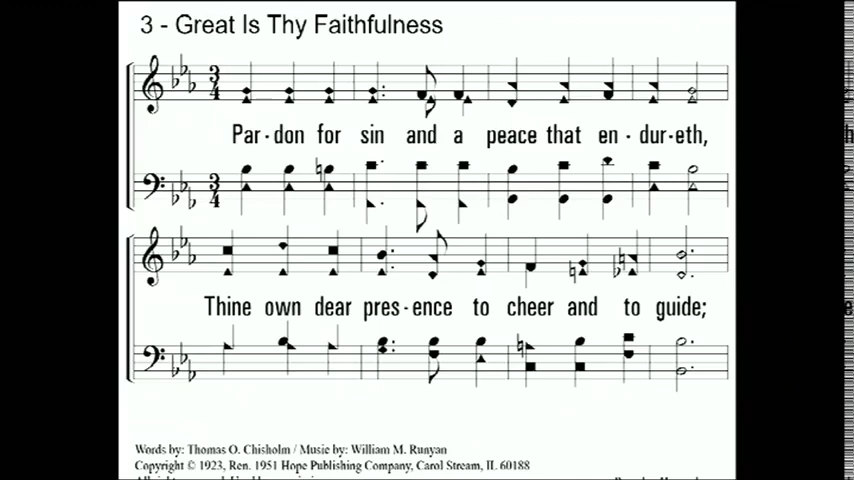 3 - Great Is Thy Faithfulness
Par - don for sin and a peace that en - dur - eth,
Thine own dear pres - ence to cheer and to guide;
Words by: Thomas O. Chisholm / Music by: William M. Runyan
Copyright © 1923, Ren. 1951 Hope Publishing Company, Carol Stream, IL 60188